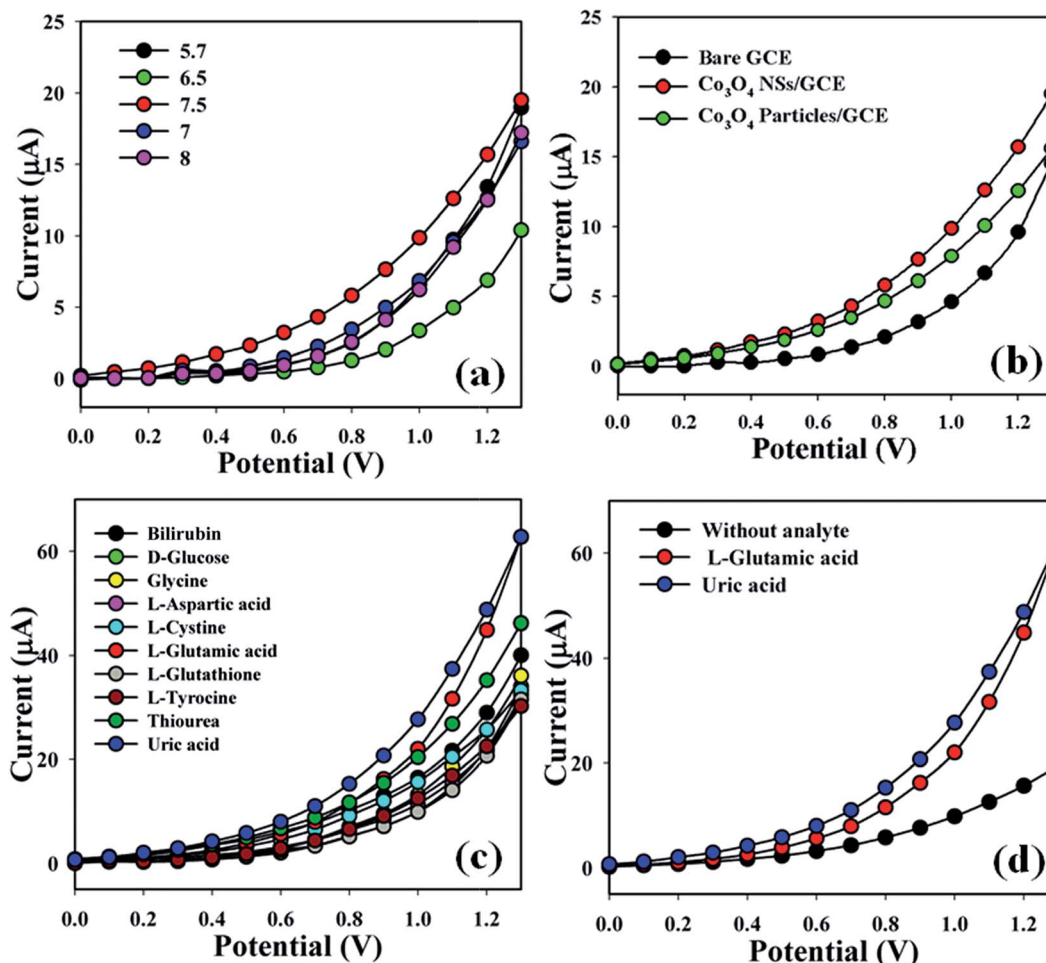 25
20
15
10
5
0
Current (μA)
5.7
6.5
7.5
7
8
(a)
0.0 0.2 0.4 0.6 0.8 1.0 1.2
Potential (V)
25
20
15
10
5
0
Current (μA)
Bare GCE
Co₃O₄ NSs/GCE
Co₃O₄ Particles/GCE
(b)
0.0 0.2 0.4 0.6 0.8 1.0 1.2
Potential (V)
60
40
20
0
Current (μA)
Bilirubin
D-Glucose
Glycine
L-Aspartic acid
L-Cystine
L-Glutamic acid
L-Glutathione
L-Tyrocine
Thiourea
Uric acid
(c)
0.0 0.2 0.4 0.6 0.8 1.0 1.2
Potential (V)
60
40
20
0
Current (μA)
Without analyte
L-Glutamic acid
Uric acid
(d)
0.0 0.2 0.4 0.6 0.8 1.0 1.2
Potential (V)